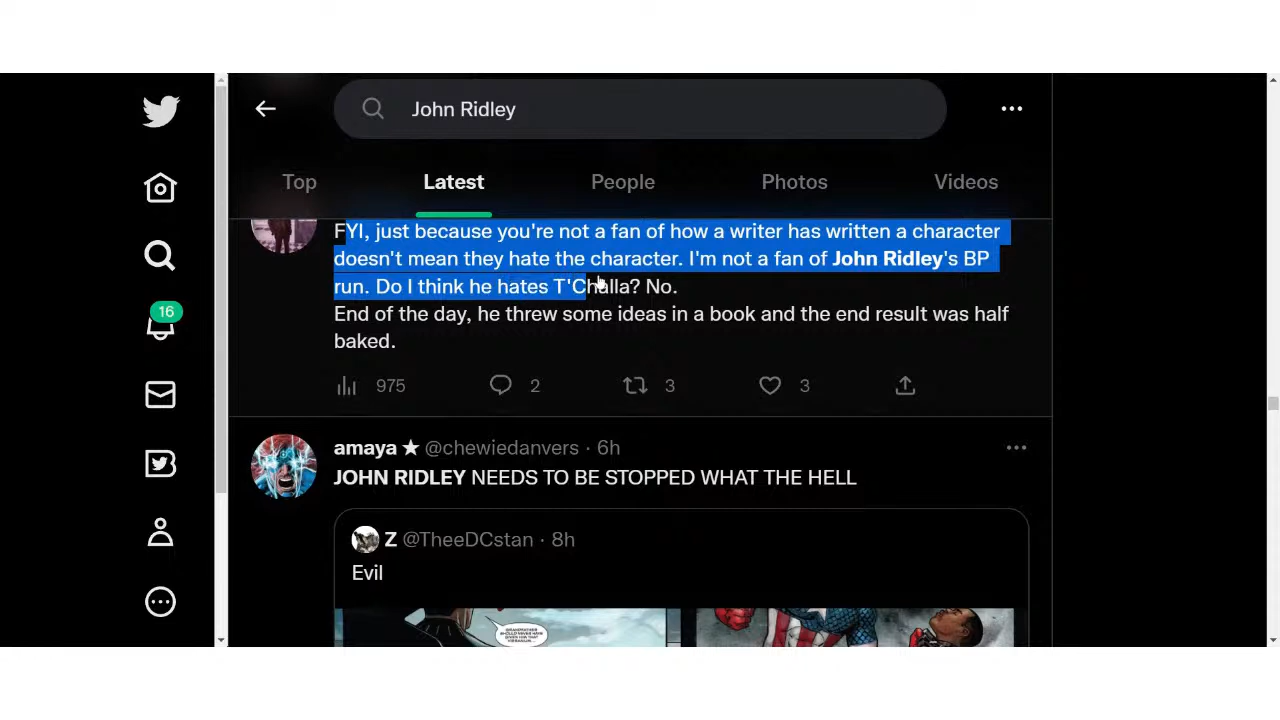 John Ridley
Top Latest People Photos Videos
FYI, just because you're not a fan of how a writer has written a character
doesn't mean they hate the character. I'm not a fan of John Ridley's BP
run. Do I think he hates T'Challa? No.
End of the day, he threw some ideas in a book and the end result was half
baked.
16
975 2 3 3
amaya ★ @chewiedanvers · 6h
JOHN RIDLEY NEEDS TO BE STOPPED WHAT THE HELL
Z @TheeDCstan · 8h
Evil